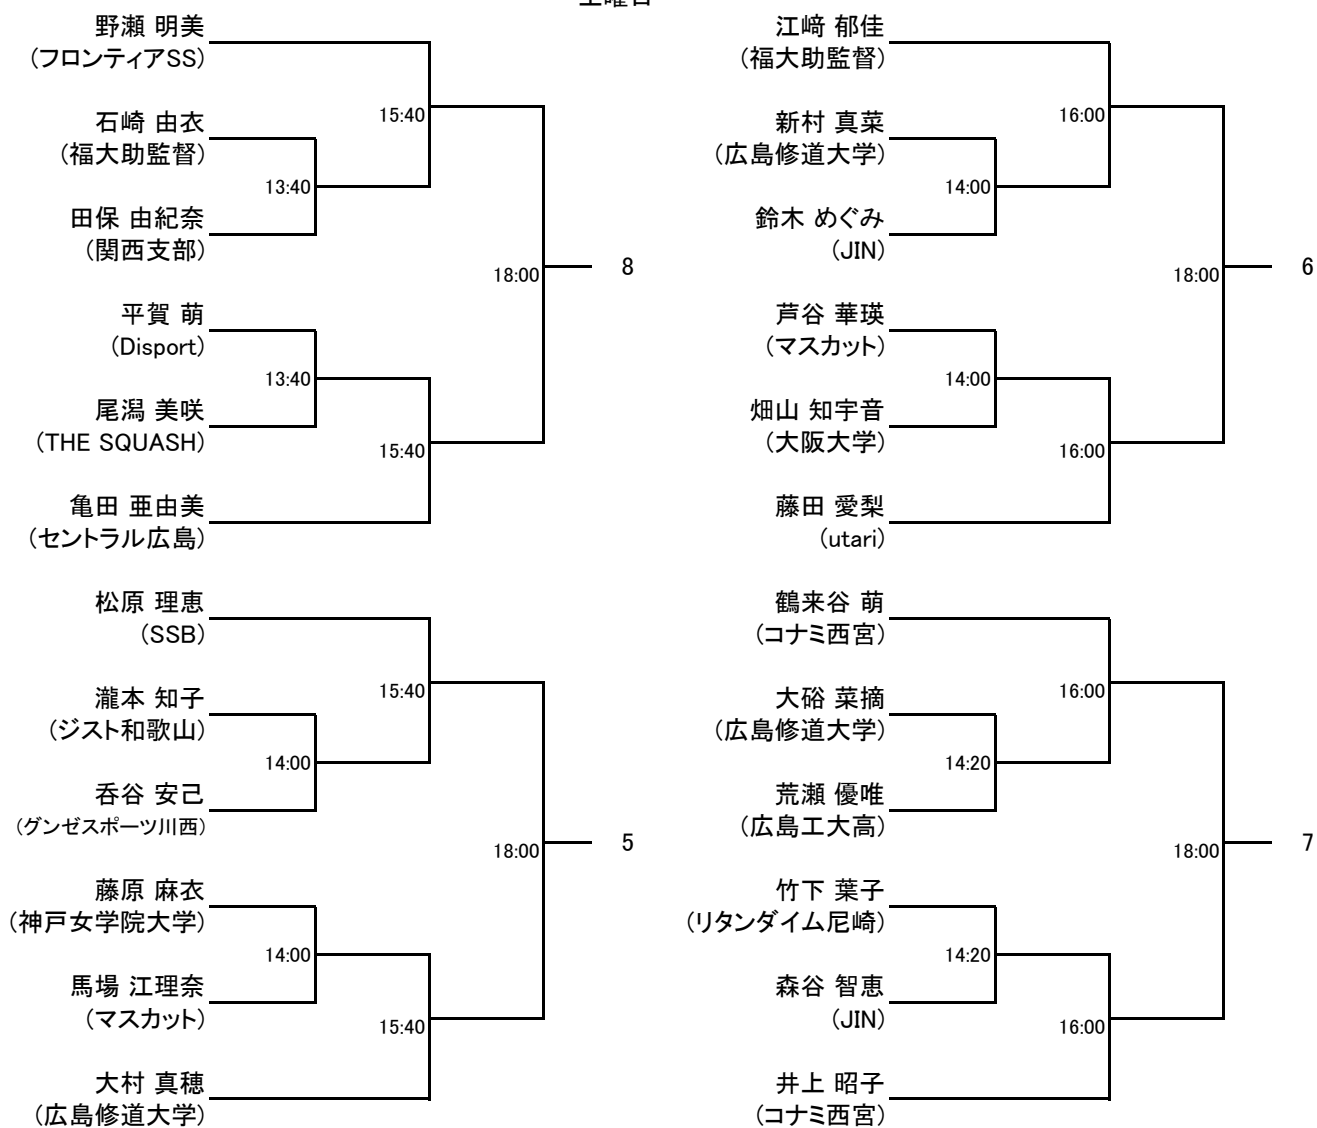 野瀬 明美
(フロンティアSS)
15:40
石崎 由衣
(福大助監督)
13:40
田保 由紀奈
(関西支部)
18:00
8
平賀 萌
(Disport)
13:40
尾潟 美咲
(THE SQUASH)
15:40
亀田 亜由美
(セントラル広島)
松原 理恵
(SSB)
15:40
瀧本 知子
(ジスト和歌山)
14:00
呑谷 安己
(グンゼスポーツ川西)
18:00
5
藤原 麻衣
(神戸女学院大学)
14:00
馬場 江理奈
(マスカット)
15:40
大村 真穂
(広島修道大学)
江﨑 郁佳
(福大助監督)
16:00
新村 真菜
(広島修道大学)
14:00
鈴木 めぐみ
(JIN)
18:00
6
芦谷 華瑛
(マスカット)
14:00
畑山 知宇音
(大阪大学)
16:00
藤田 愛梨
(utari)
鶴来谷 萌
(コナミ西宮)
16:00
大硲 菜摘
(広島修道大学)
14:20
荒瀬 優唯
(広島工大高)
18:00
7
竹下 葉子
(リタンダイム尼崎)
14:20
森谷 智恵
(JIN)
16:00
井上 昭子
(コナミ西宮)